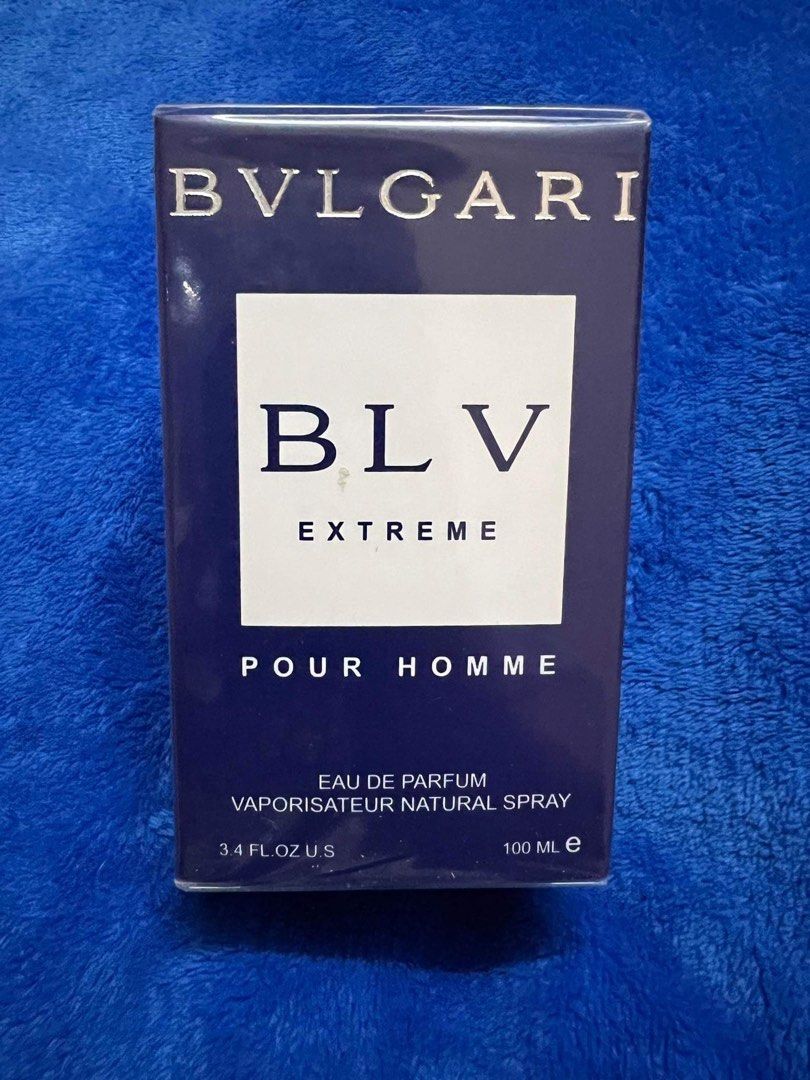 BVLGARI
BLV
EXTREME
POUR HOMME
EAU DE PARFUM
VAPORISATEUR NATURAL SPRAY
3.4 FL.OZ U.S
100 ML e